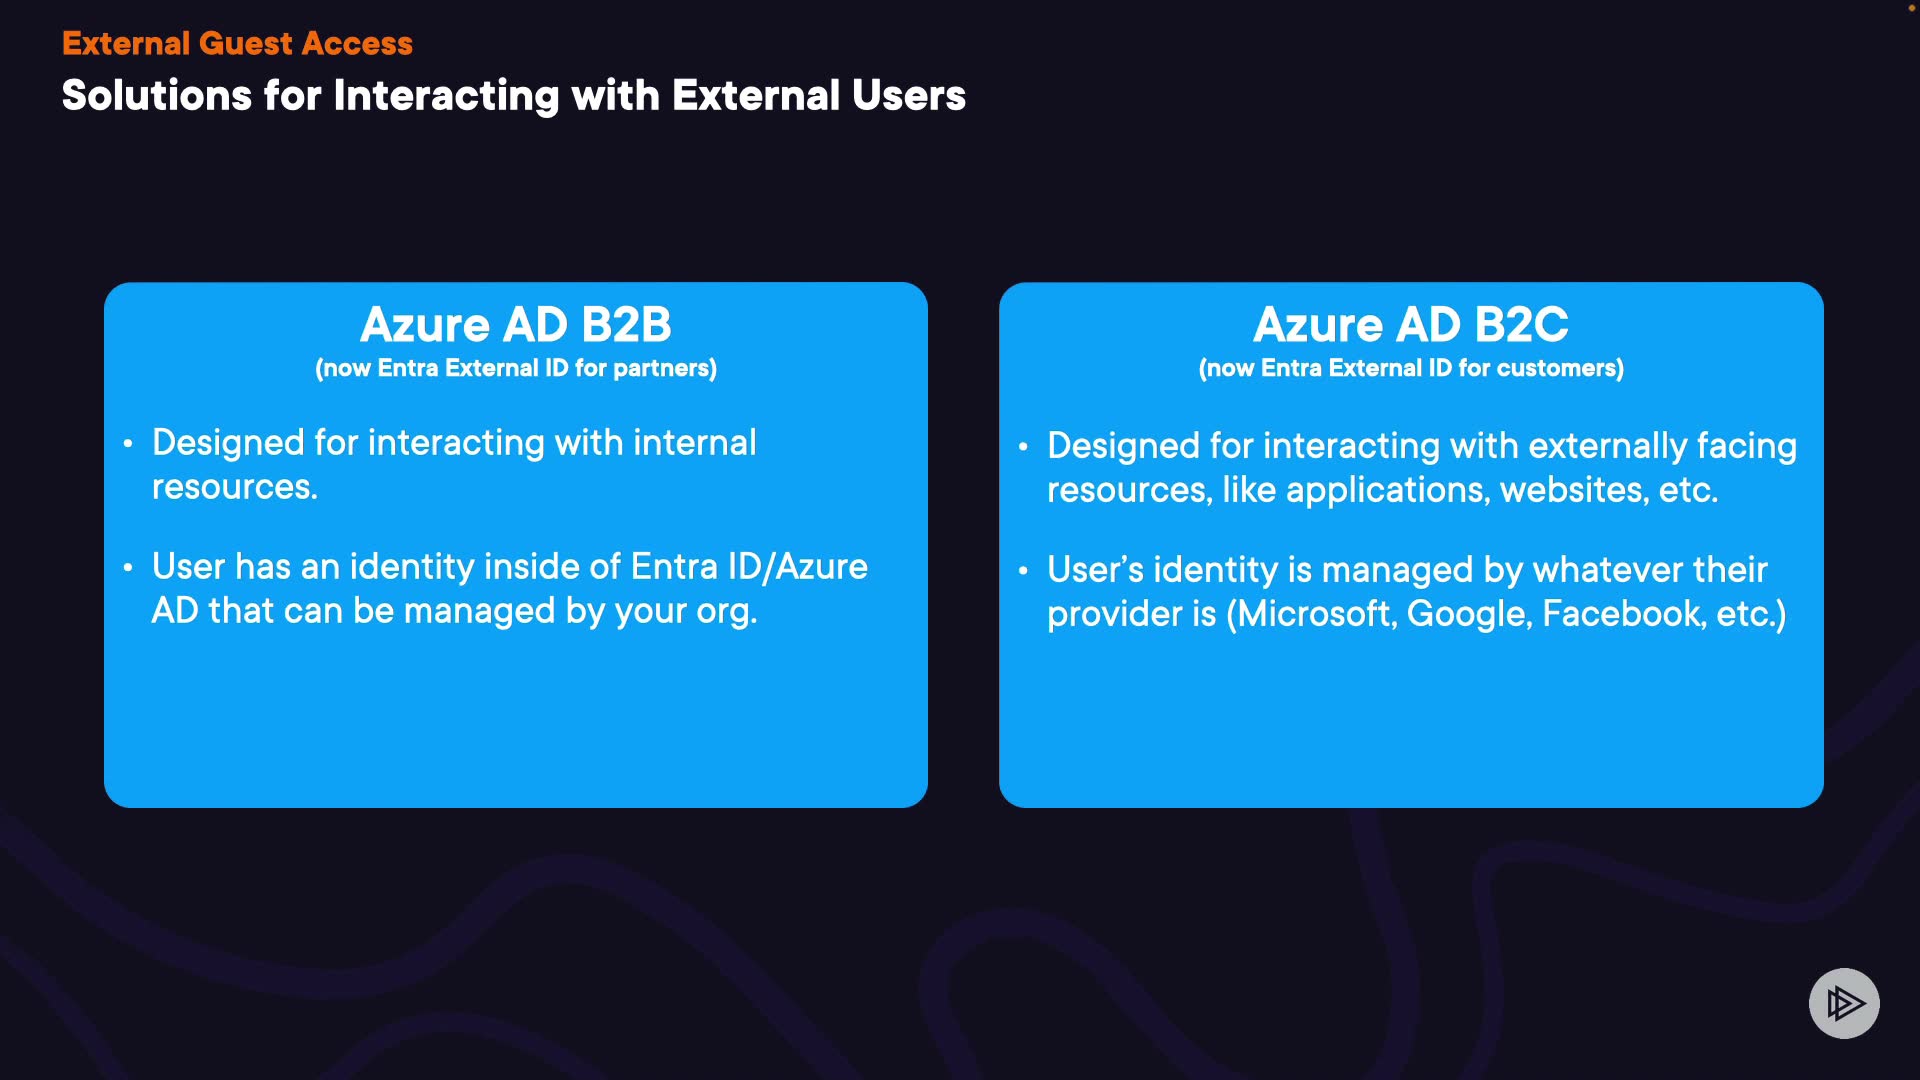 External Guest Access
Solutions for Interacting with External Users
Azure AD B2B
(now Entra External ID for partners)
• Designed for interacting with internal
resources.
• User has an identity inside of Entra ID/Azure
AD that can be managed by your org.
Azure AD B2C
(now Entra External ID for customers)
• Designed for interacting with externally facing
resources, like applications, websites, etc.
• User’s identity is managed by whatever their
provider is (Microsoft, Google, Facebook, etc.)